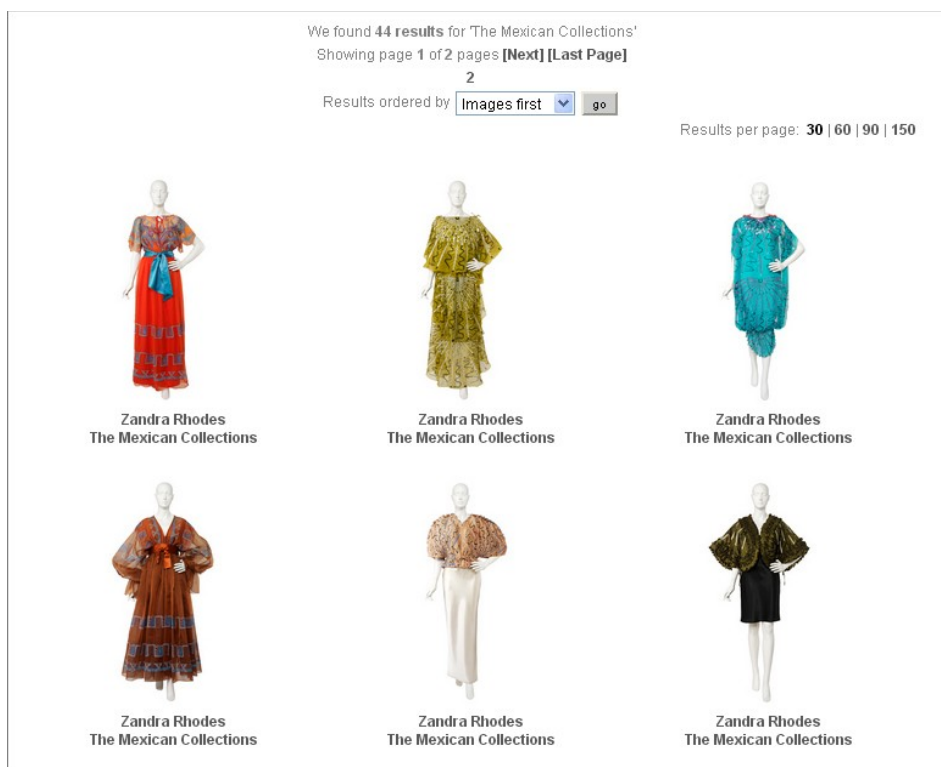 We found 44 results for 'The Mexican Collections'
Showing page 1 of 2 pages [Next] [Last Page]
2
Results ordered by Images first go
Results per page: 30 | 60 | 90 | 150
Zandra Rhodes
The Mexican Collections
Zandra Rhodes
The Mexican Collections
Zandra Rhodes
The Mexican Collections
Zandra Rhodes
The Mexican Collections
Zandra Rhodes
The Mexican Collections
Zandra Rhodes
The Mexican Collections